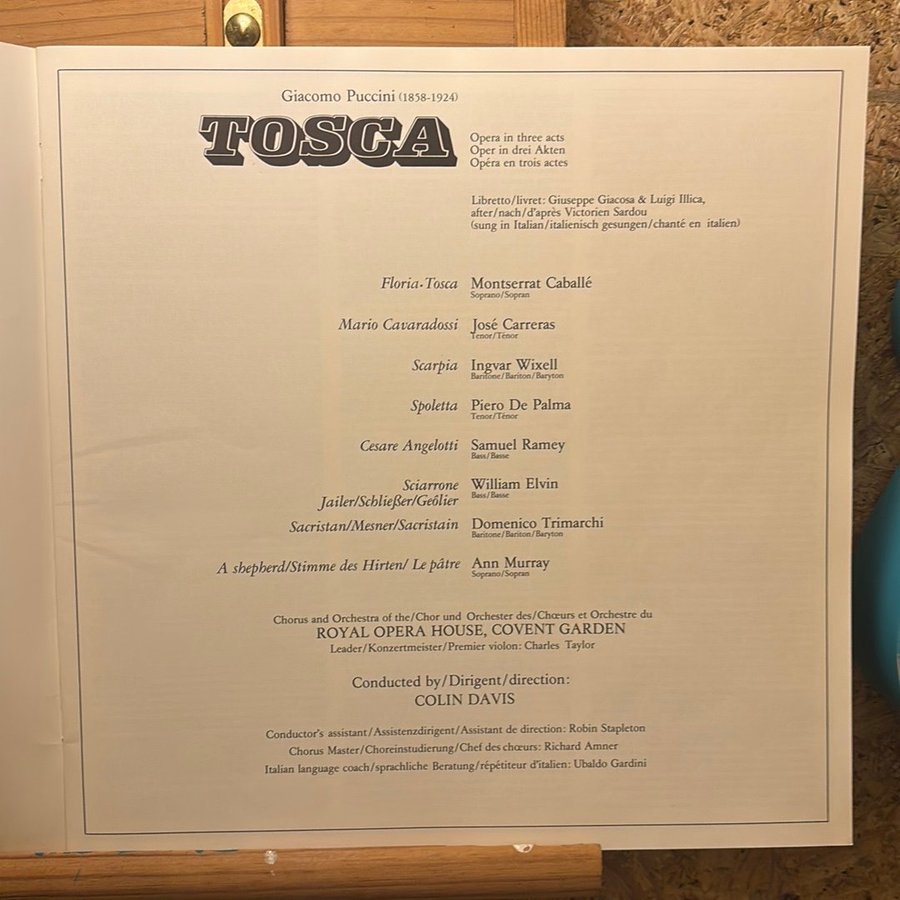 Giacomo Puccini (1858-1924)
TOSCA
Opera in three acts
Oper in drei Akten
Opéra en trois actes
Libretto/livret: Giuseppe Giacosa & Luigi Illica,
after/nach/d'après Victorien Sardou
(sung in Italian/italienisch gesungen/chanté en italien)
Floria Tosca Montserrat Caballé
Soprano/Sopran
Mario Cavaradossi José Carreras
Tenor/Ténor
Scarpia Ingvar Wixell
Baritone/Bariton/Baryton
Spoletta Piero De Palma
Tenor/Ténor
Cesare Angelotti Samuel Ramey
Bass/Basse
Sciarrone William Elvin
Jailer/Schließer/Geôlier Bass/Basse
Sacristan/Mesner/Sacristain Domenico Trimarchi
Baritone/Bariton/Baryton
A shepherd/Stimme des Hirten/ Le pâtre Ann Murray
Soprano/Sopran
Chorus and Orchestra of the/Chor und Orchester des/Chœurs et Orchestre du
ROYAL OPERA HOUSE, COVENT GARDEN
Leader/Konzertmeister/Premier violon: Charles Taylor
Conducted by/Dirigent/direction:
COLIN DAVIS
Conductor's assistant/Assistenzdirigent/Assistant de direction: Robin Stapleton
Chorus Master/Choreinstudierung/Chef des chœurs: Richard Amner
Italian language coach/sprachliche Beratung/répétiteur d'italien: Ubaldo Gardini